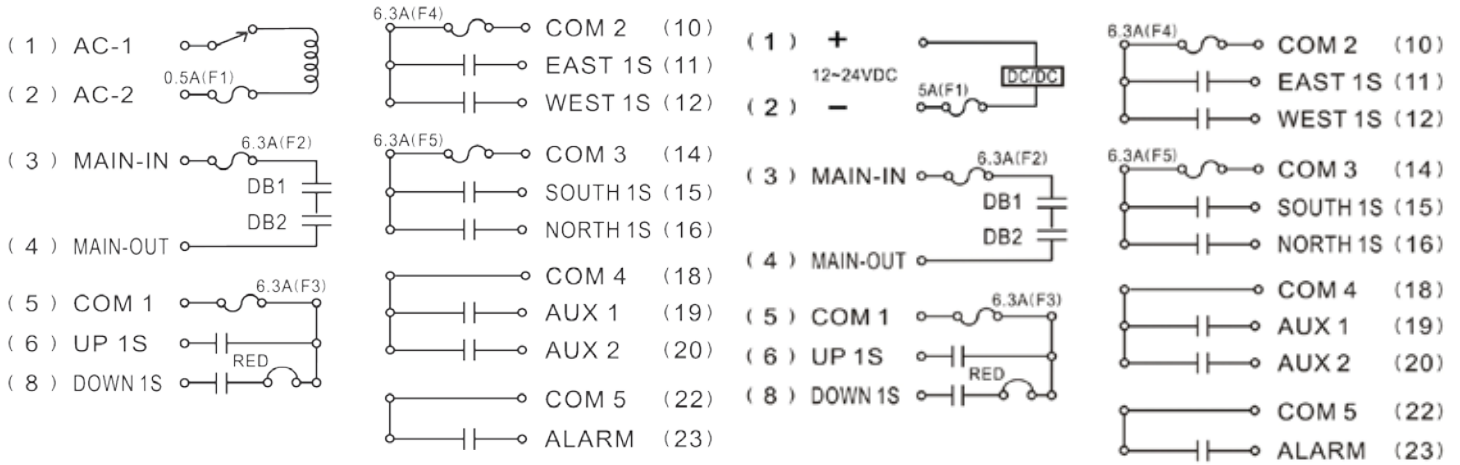 ( 1 ) AC-1
0.5A(F1)
( 2 ) AC-2
6.3A(F2)
( 3 ) MAIN-IN
DB1
DB2
( 4 ) MAIN-OUT
6.3A(F3)
( 5 ) COM 1
( 6 ) UP 1S
RED
( 8 ) DOWN 1S
6.3A(F4)
COM 2 (10)
EAST 1S (11)
WEST 1S (12)
6.3A(F5)
COM 3 (14)
SOUTH 1S (15)
NORTH 1S (16)
COM 4 (18)
AUX 1 (19)
AUX 2 (20)
COM 5 (22)
ALARM (23)
( 1 ) +
12~24VDC
DC/DC
5A(F1)
( 2 ) −
6.3A(F2)
( 3 ) MAIN-IN
DB1
DB2
( 4 ) MAIN-OUT
6.3A(F3)
( 5 ) COM 1
( 6 ) UP 1S
RED
( 8 ) DOWN 1S
6.3A(F4)
COM 2 (10)
EAST 1S (11)
WEST 1S (12)
6.3A(F5)
COM 3 (14)
SOUTH 1S (15)
NORTH 1S (16)
COM 4 (18)
AUX 1 (19)
AUX 2 (20)
COM 5 (22)
ALARM (23)